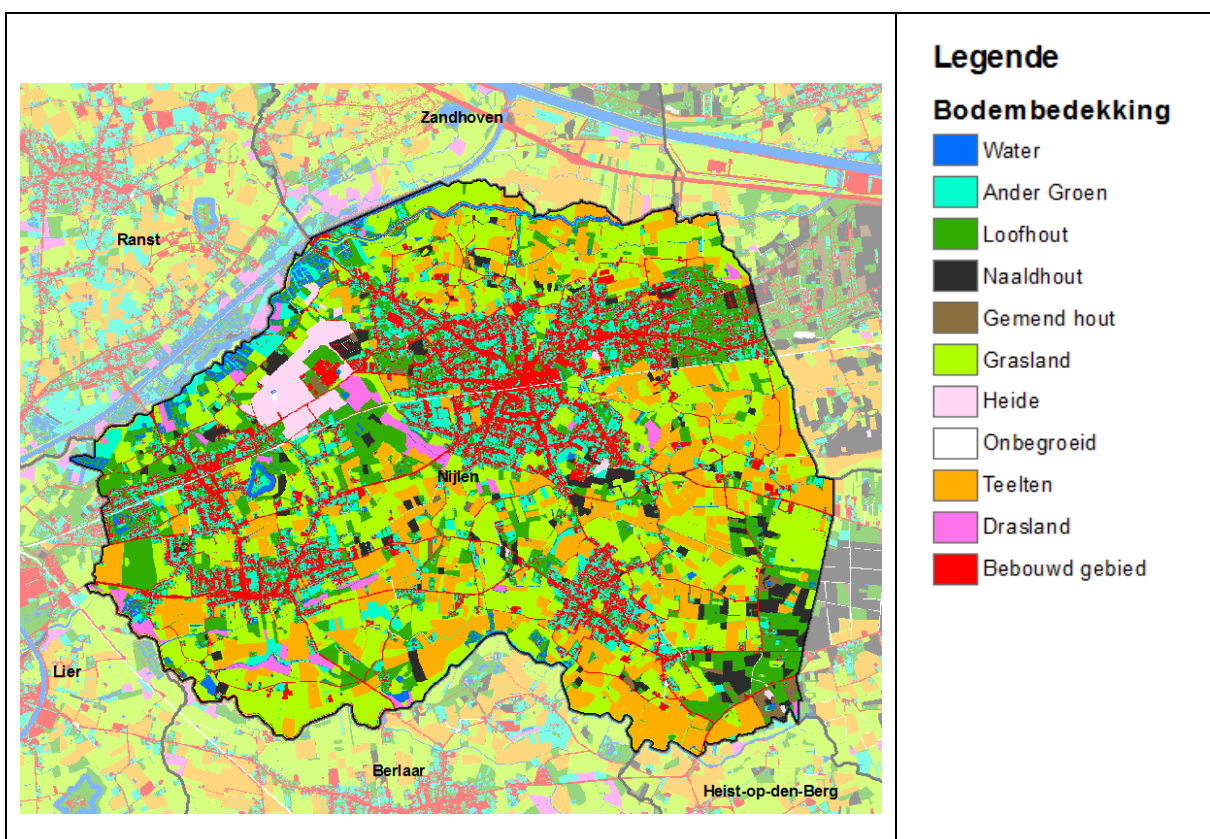 Zandhoven
Ranst
Nijlen
Lier
Berlaar
Heist-op-den-Berg
Legende
Bodembedekking
Water
Ander Groen
Loofhout
Naaldhout
Gemend hout
Grasland
Heide
Onbegroeid
Teelten
Drasland
Bebouwd gebied